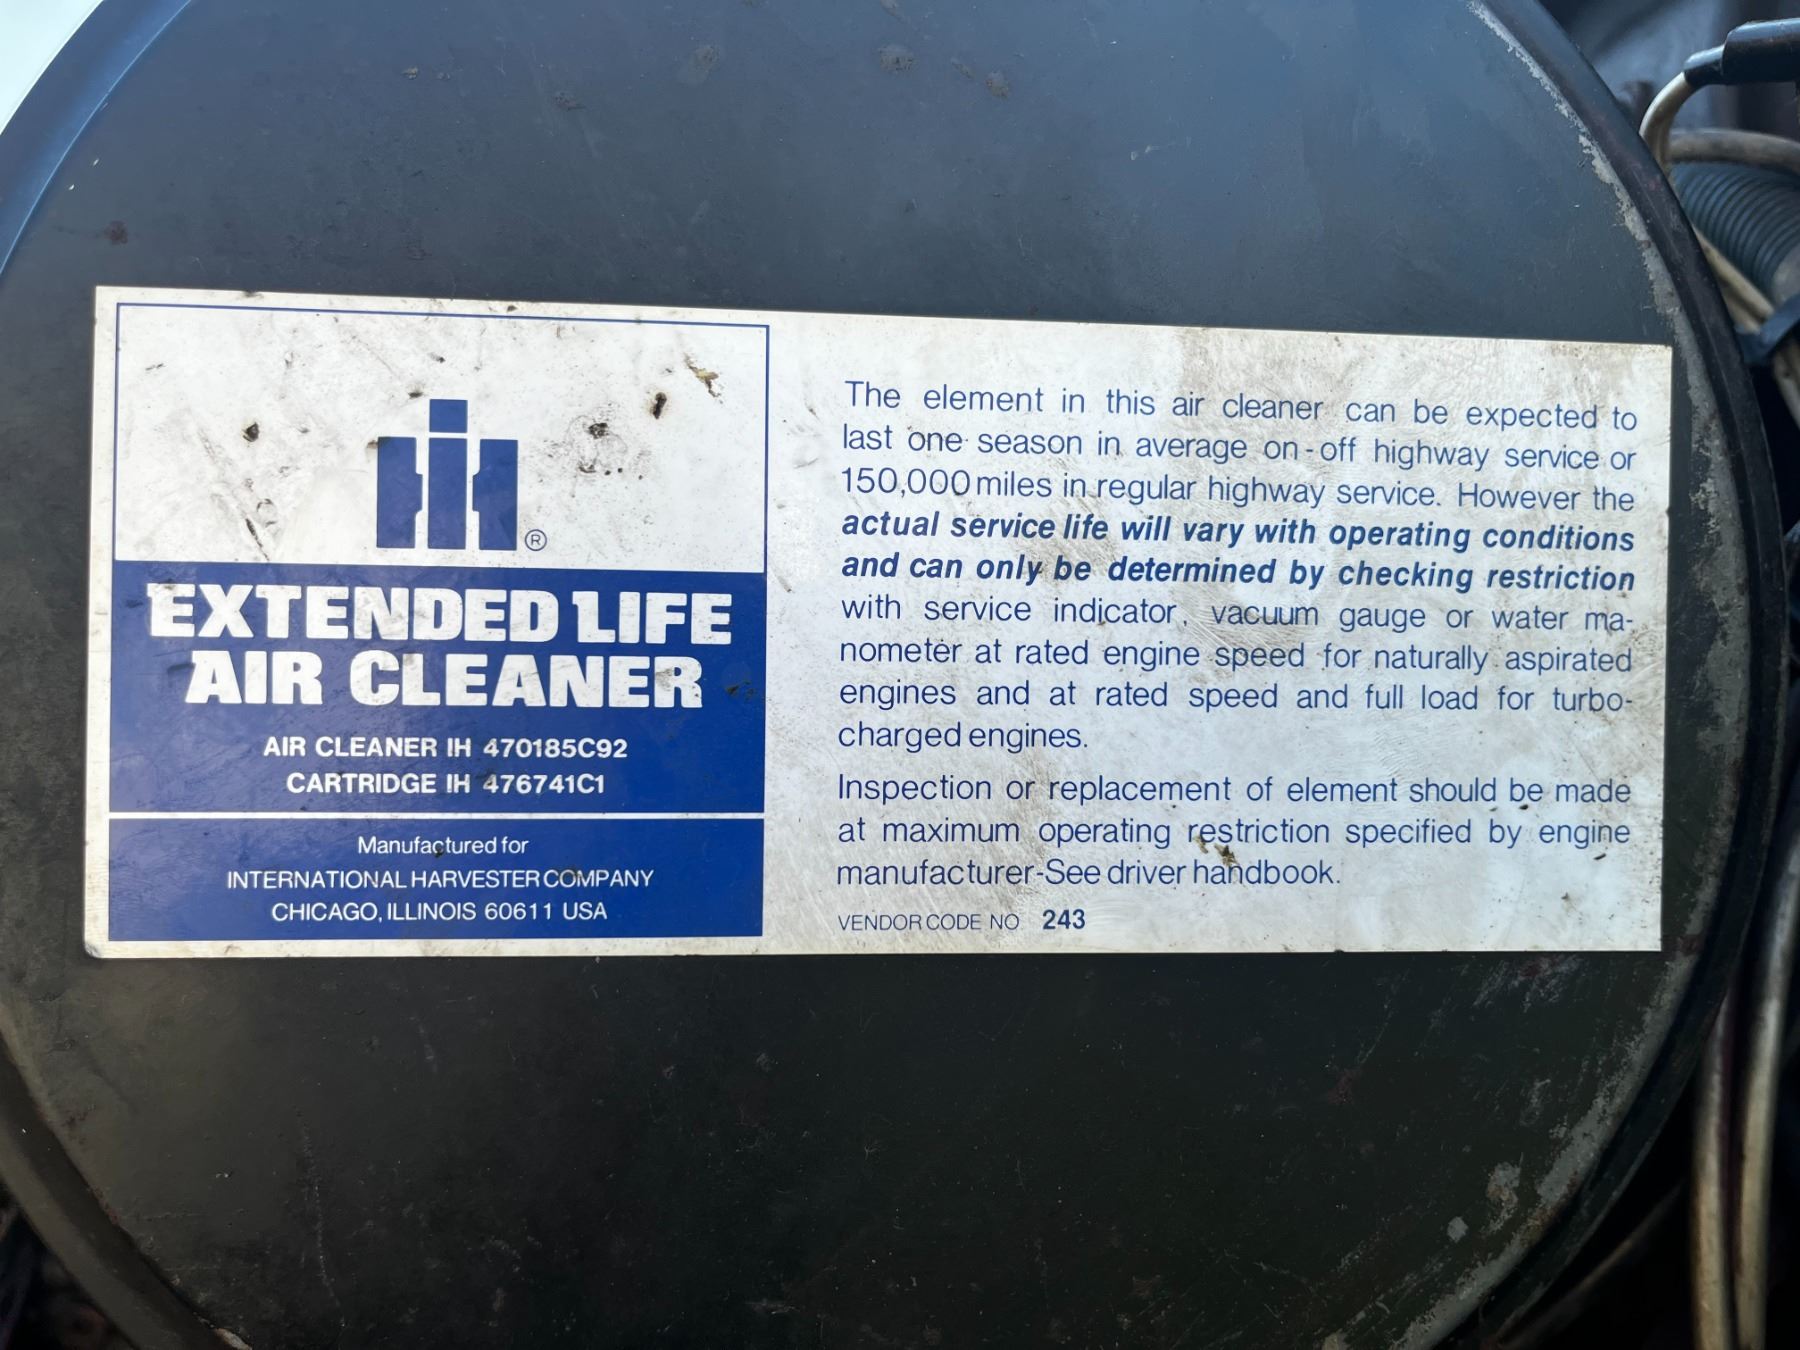 ®
EXTENDED LIFE
AIR CLEANER
AIR CLEANER IH 470185C92
CARTRIDGE IH 476741C1
Manufactured for
INTERNATIONAL HARVESTER COMPANY
CHICAGO, ILLINOIS 60611 USA
The element in this air cleaner can be expected to
last one season in average on-off highway service or
150,000 miles in regular highway service. However the
actual service life will vary with operating conditions
and can only be determined by checking restriction
with service indicator, vacuum gauge or water ma-
nometer at rated engine speed for naturally aspirated
engines and at rated speed and full load for turbo-
charged engines.
Inspection or replacement of element should be made
at maximum operating restriction specified by engine
manufacturer-See driver handbook.
VENDOR CODE NO 243